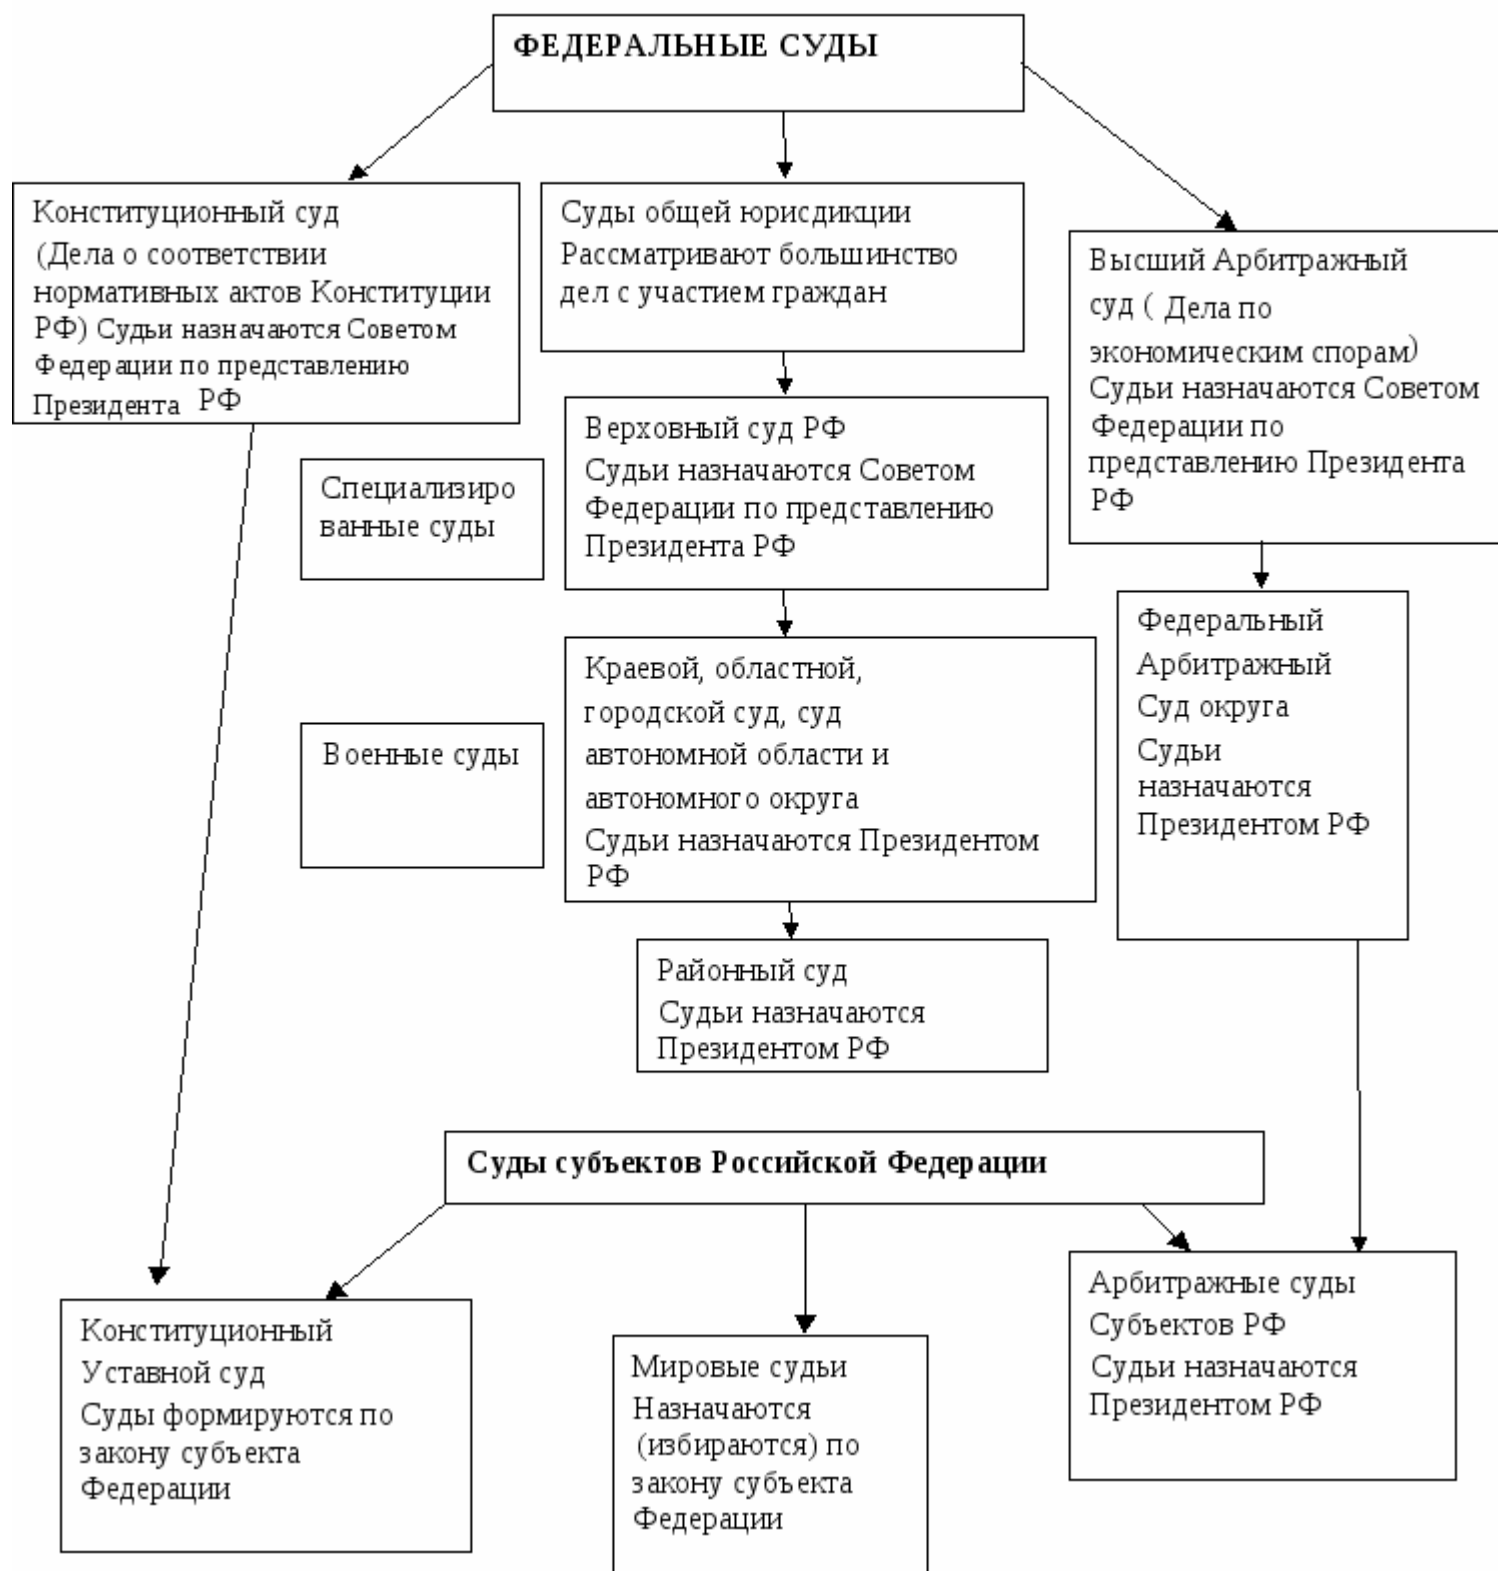 ФЕДЕРАЛЬНЫЕ СУДЫ
Конституционный суд
(Дела о соответствии
нормативных актов Конституции
РФ) Судьи назначаются Советом
Федерации по представлению
Президента РФ
Суды общей юрисдикции
Рассматривают большинство
дел с участием граждан
Высший Арбитражный
суд ( Дела по
экономическим спорам)
Судьи назначаются Советом
Федерации по
представлению Президента
РФ
Специализиро
ванные суды
Верховный суд РФ
Судьи назначаются Советом
Федерации по представлению
Президента РФ
Федеральный
Арбитражный
Суд округа
Судьи
назначаются
Президентом РФ
Военные суды
Краевой, областной,
городской суд, суд
автономной области и
автономного округа
Судьи назначаются Президентом
РФ
Районный суд
Судьи назначаются
Президентом РФ
Суды субъектов Российской Федерации
Конституционный
Уставной суд
Суды формируются по
закону субъекта
Федерации
Мировые судьи
Назначаются
(избираются) по
закону субъекта
Федерации
Арбитражные суды
Субъектов РФ
Судьи назначаются
Президентом РФ